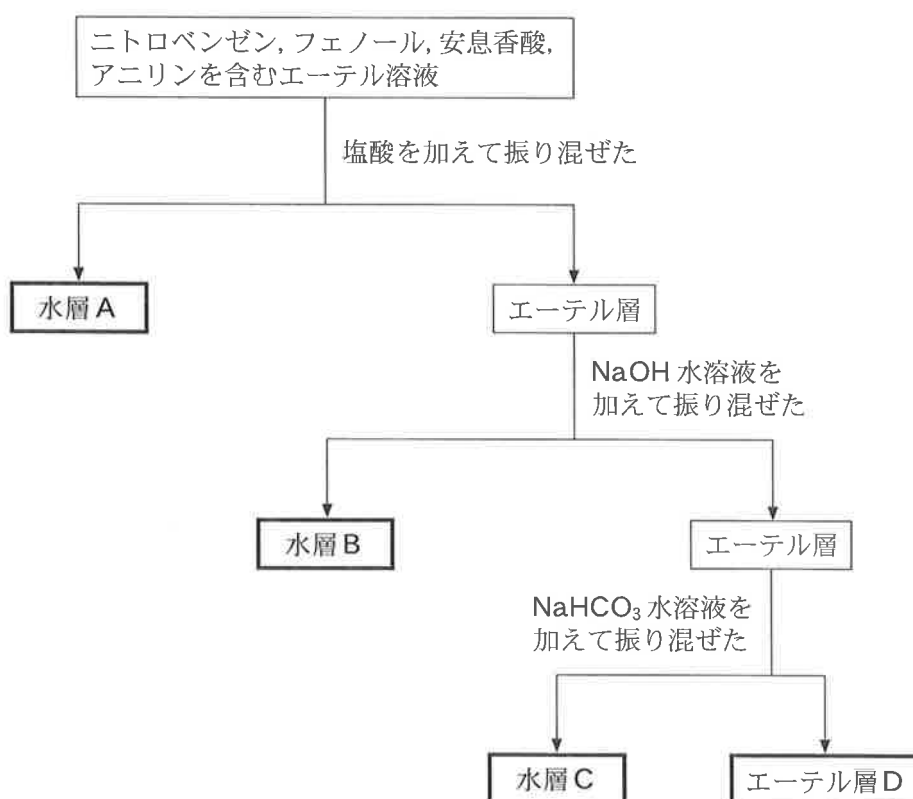 ニトロベンゼン, フェノール, 安息香酸,
アニリンを含むエーテル溶液
塩酸を加えて振り混ぜた
水層A
エーテル層
NaOH 水溶液を
加えて振り混ぜた
水層B
エーテル層
NaHCO₃ 水溶液を
加えて振り混ぜた
水層C
エーテル層D